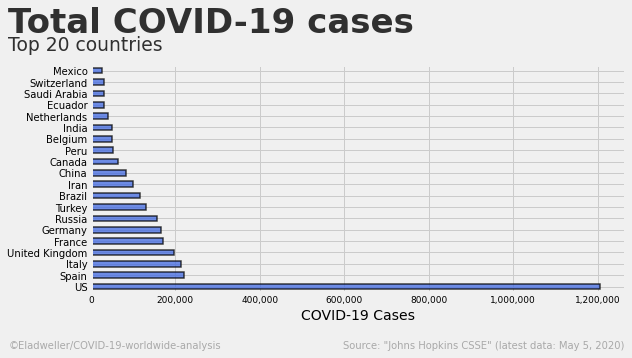 Total COVID-19 cases
Top 20 countries
Mexico
Switzerland
Saudi Arabia
Ecuador
Netherlands
India
Belgium
Peru
Canada
China
Iran
Brazil
Turkey
Russia
Germany
France
United Kingdom
Italy
Spain
US
0 200,000 400,000 600,000 800,000 1,000,000 1,200,000
COVID-19 Cases
©Eladweller/COVID-19-worldwide-analysis Source: "Johns Hopkins CSSE" (latest data: May 5, 2020)